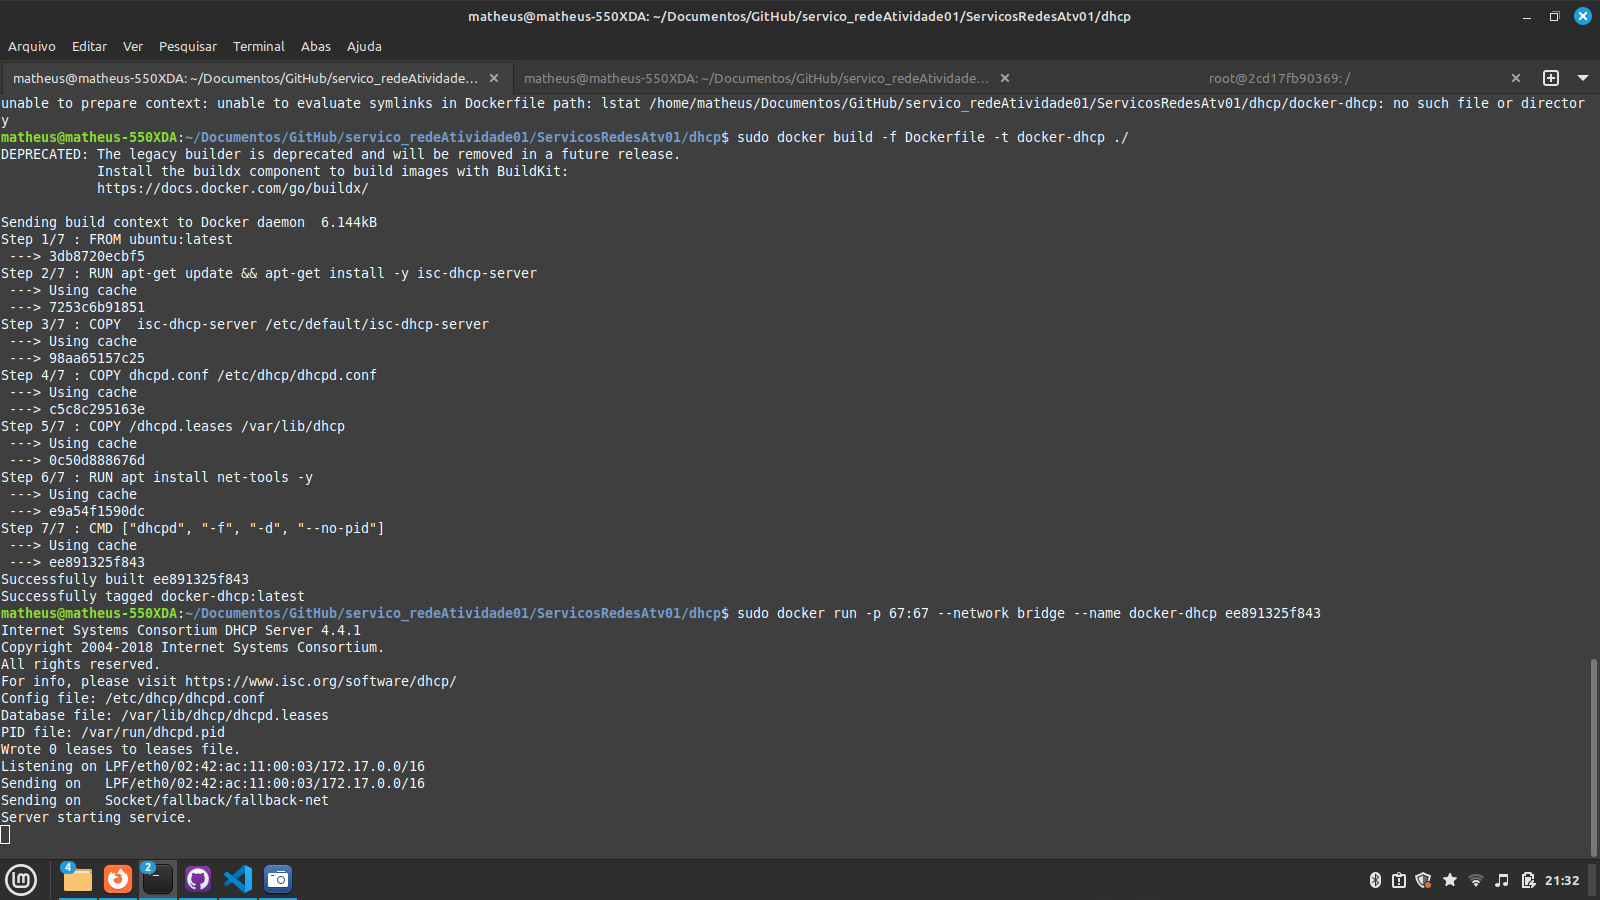 matheus@matheus-550XDA: ~/Documentos/GitHub/servico_redeAtividade01/ServicosRedesAtv01/dhcp
Arquivo Editar Ver Pesquisar Terminal Abas Ajuda
matheus@matheus-550XDA: ~/Documentos/GitHub/servico_redeAtividade... matheus@matheus-550XDA: ~/Documentos/GitHub/servico_redeAtividade... root@2cd17fb90369: /
unable to prepare context: unable to evaluate symlinks in Dockerfile path: lstat /home/matheus/Documentos/GitHub/servico_redeAtividade01/ServicosRedesAtv01/dhcp/docker-dhcp: no such file or director
y
matheus@matheus-550XDA:~/Documentos/GitHub/servico_redeAtividade01/ServicosRedesAtv01/dhcp$ sudo docker build -f Dockerfile -t docker-dhcp ./
DEPRECATED: The legacy builder is deprecated and will be removed in a future release.
            Install the buildx component to build images with BuildKit:
            https://docs.docker.com/go/buildx/

Sending build context to Docker daemon  6.144kB
Step 1/7 : FROM ubuntu:latest
 ---> 3db8720ecbf5
Step 2/7 : RUN apt-get update && apt-get install -y isc-dhcp-server
 ---> Using cache
 ---> 7253c6b91851
Step 3/7 : COPY  isc-dhcp-server /etc/default/isc-dhcp-server
 ---> Using cache
 ---> 98aa65157c25
Step 4/7 : COPY dhcpd.conf /etc/dhcp/dhcpd.conf
 ---> Using cache
 ---> c5c8c295163e
Step 5/7 : COPY /dhcpd.leases /var/lib/dhcp
 ---> Using cache
 ---> 0c50d888676d
Step 6/7 : RUN apt install net-tools -y
 ---> Using cache
 ---> e9a54f1590dc
Step 7/7 : CMD ["dhcpd", "-f", "-d", "--no-pid"]
 ---> Using cache
 ---> ee891325f843
Successfully built ee891325f843
Successfully tagged docker-dhcp:latest
matheus@matheus-550XDA:~/Documentos/GitHub/servico_redeAtividade01/ServicosRedesAtv01/dhcp$ sudo docker run -p 67:67 --network bridge --name docker-dhcp ee891325f843
Internet Systems Consortium DHCP Server 4.4.1
Copyright 2004-2018 Internet Systems Consortium.
All rights reserved.
For info, please visit https://www.isc.org/software/dhcp/
Config file: /etc/dhcp/dhcpd.conf
Database file: /var/lib/dhcp/dhcpd.leases
PID file: /var/run/dhcpd.pid
Wrote 0 leases to leases file.
Listening on LPF/eth0/02:42:ac:11:00:03/172.17.0.0/16
Sending on   LPF/eth0/02:42:ac:11:00:03/172.17.0.0/16
Sending on   Socket/fallback/fallback-net
Server starting service.
4 2 21:32